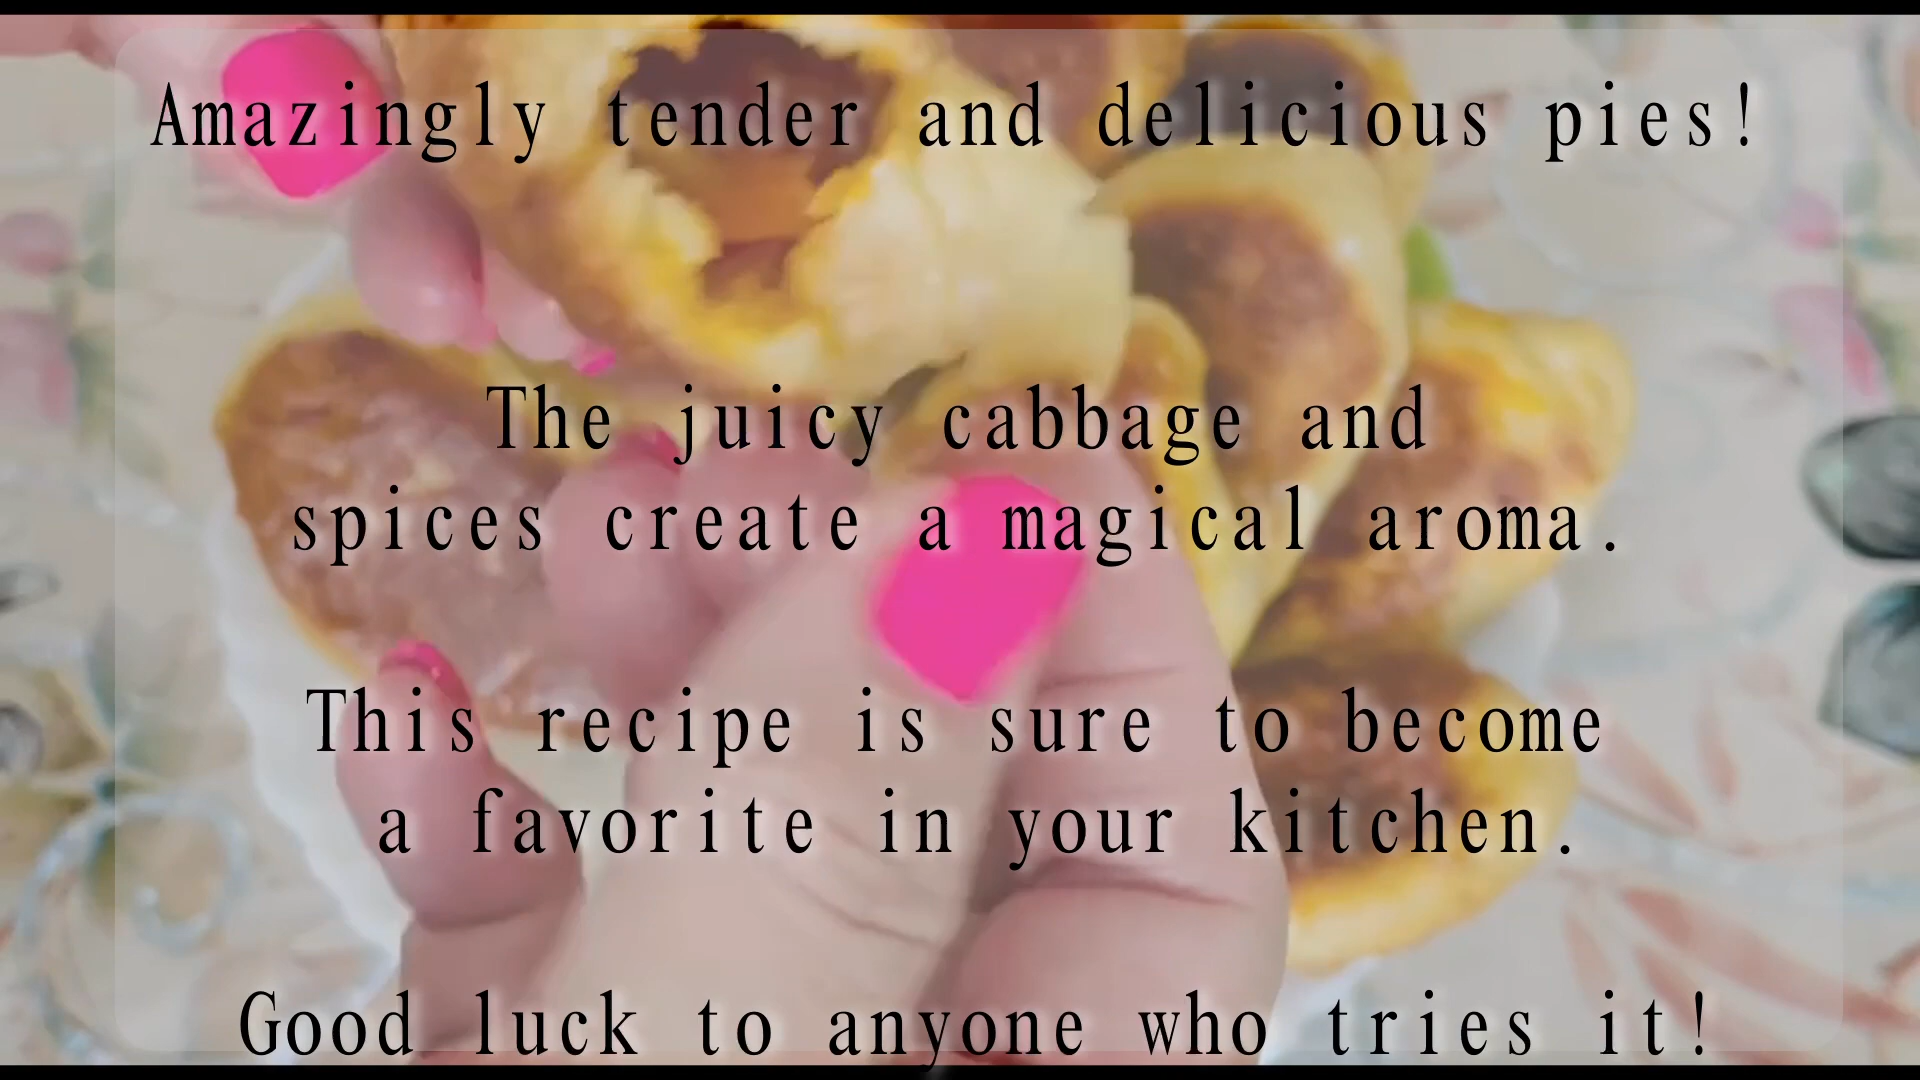 Amazingly tender and delicious pies!
The juicy cabbage and
spices create a magical aroma.
This recipe is sure to become
a favorite in your kitchen.
Good luck to anyone who tries it!